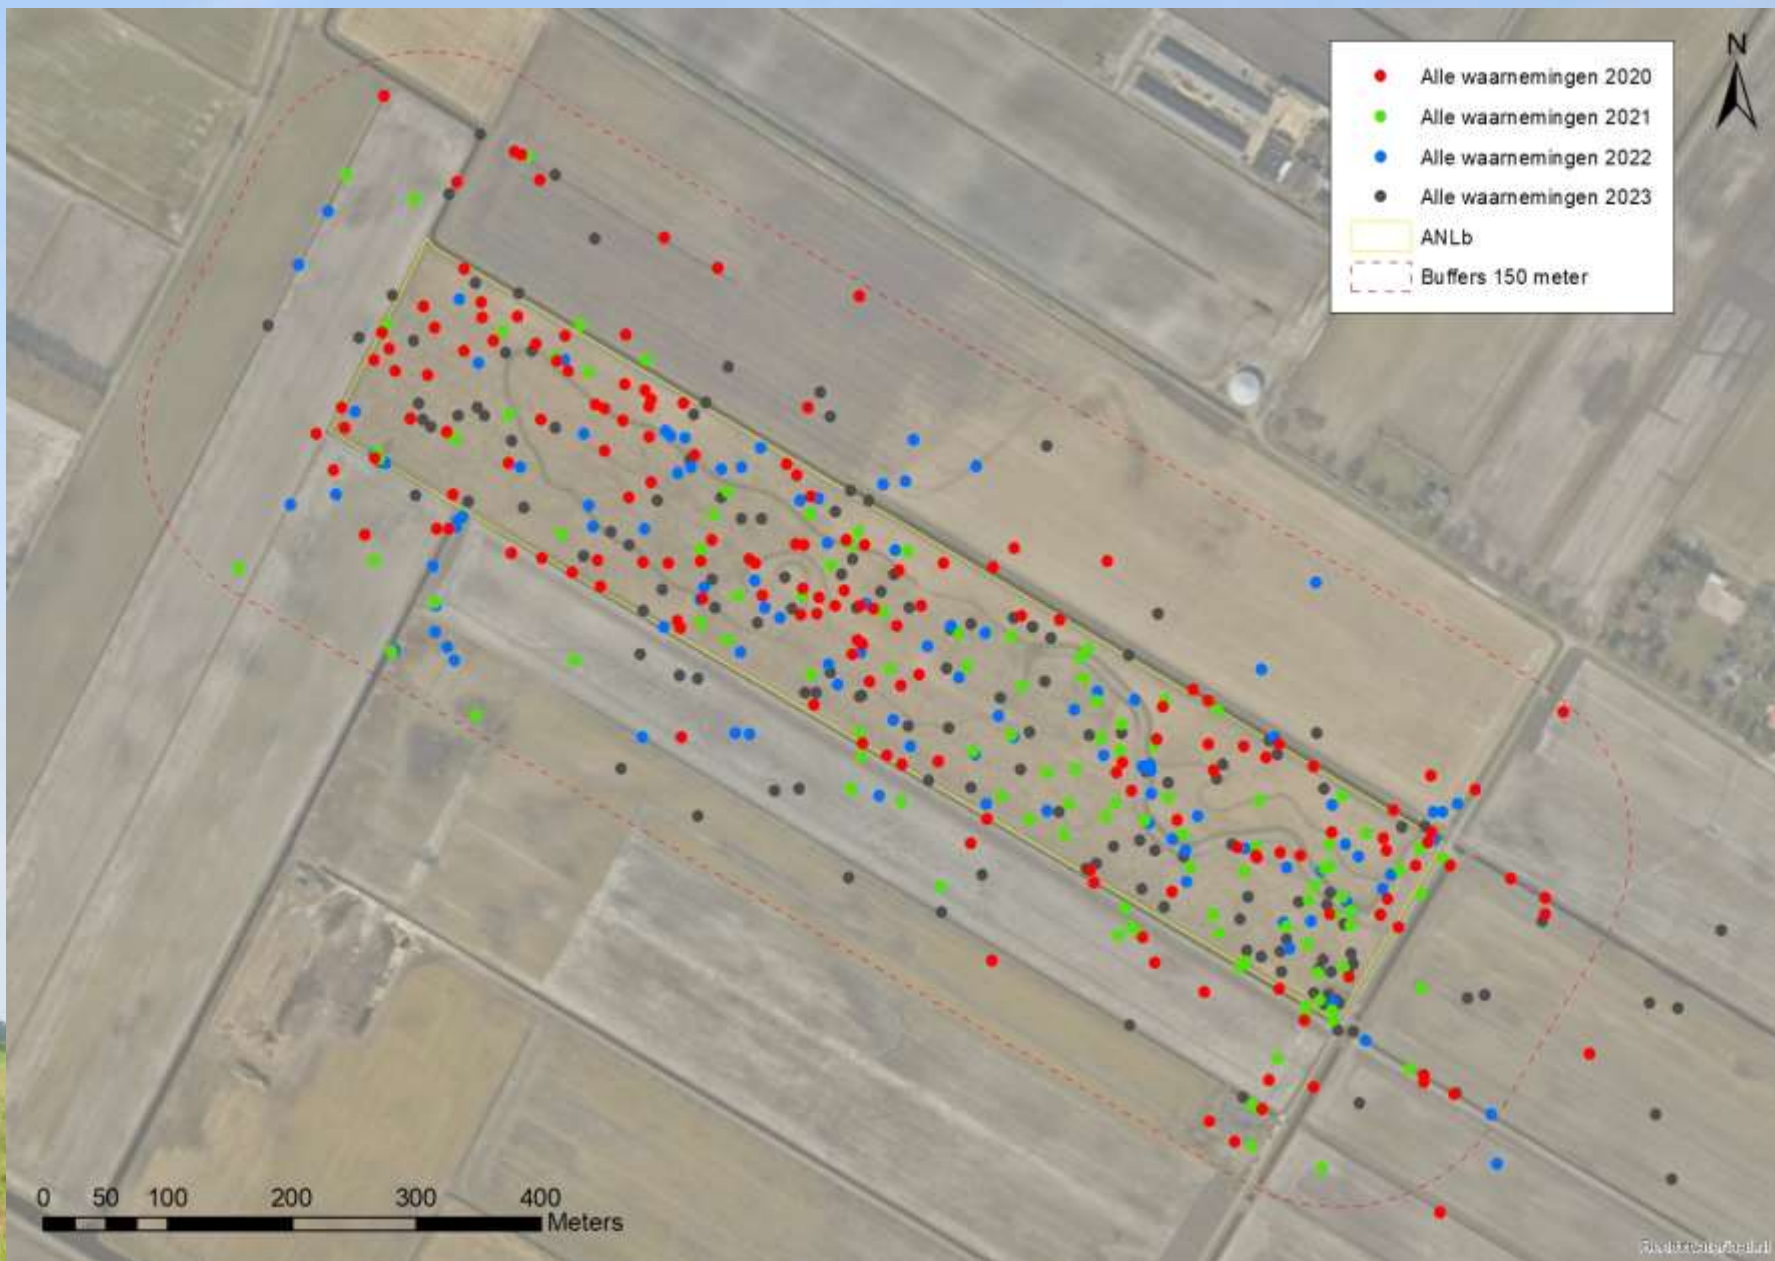 N
Alle waarnemingen 2020
Alle waarnemingen 2021
Alle waarnemingen 2022
Alle waarnemingen 2023
ANLb
Buffers 150 meter
0 50 100 200 300 400
Meters